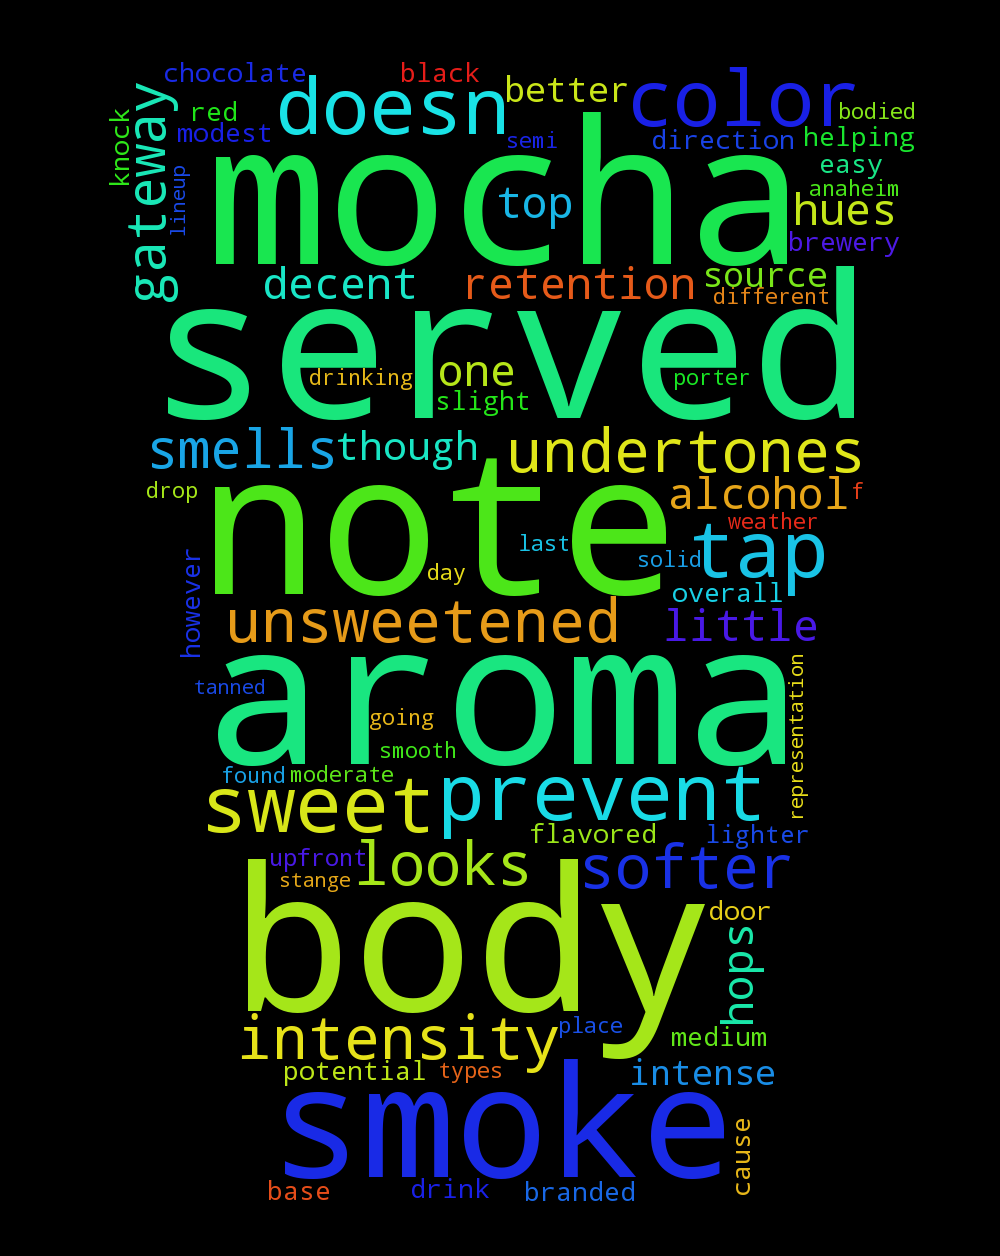 chocolate
black
doesn
better
color
bodied
red
modest
knock
gateway
lineup
semi
direction
helping
mocha
top
easy
anaheim
hues
brewery
decent
retention
source
different
served
drinking
one
porter
slight
smells
though
undertones
drop
note
alcohol
f
weather
last
solid
tap
day
overall
however
unsweetened
little
aroma
tanned
going
smooth
representation
found
moderate
sweet
prevent
flavored
lighter
upfront
stange
looks
softer
body
door
hops
intensity
place
medium
potential
types
intense
smoke
cause
base
drink
branded